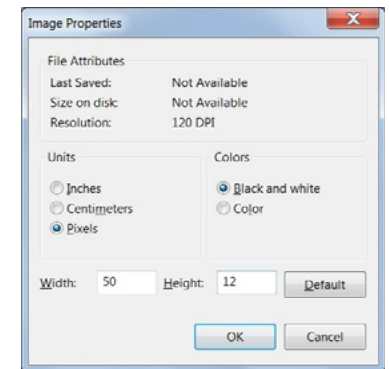 Image Properties
File Attributes
Last Saved: Not Available
Size on disk: Not Available
Resolution: 120 DPI
Units
Colors
Inches
Black and white
Centimeters
Color
Pixels
Width: 50 Height: 12 Default
OK Cancel